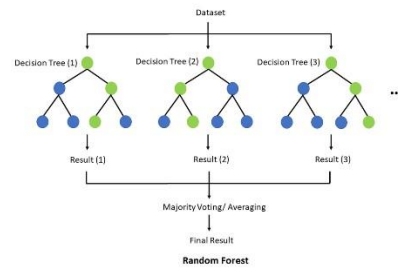 Dataset
Decision Tree (1)
Decision Tree (2)
Decision Tree (3)
...
Result (1)
Result (2)
Result (3)
Majority Voting/ Averaging
Final Result
Random Forest